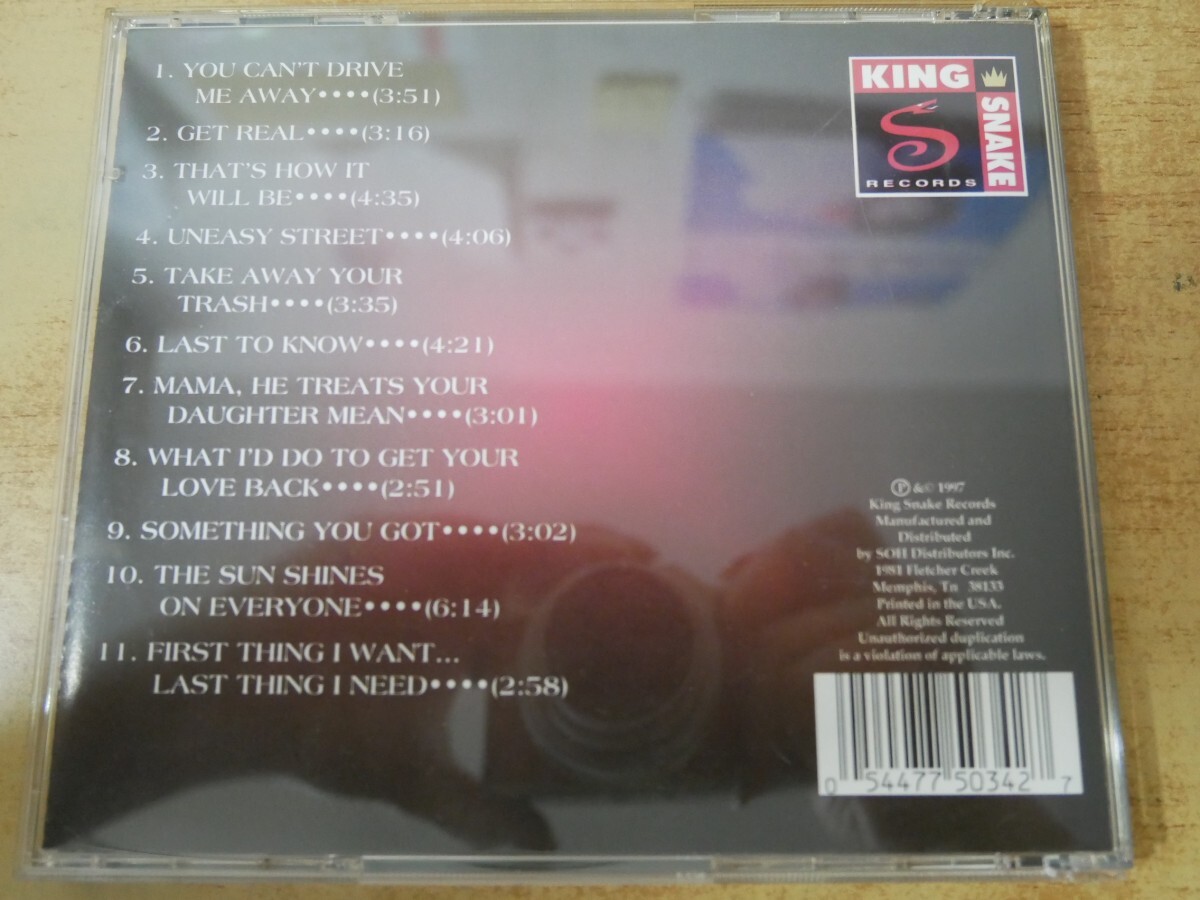 1. YOU CAN'T DRIVE
ME AWAY••••(3:51)
2. GET REAL••••(3:16)
3. THAT'S HOW IT
WILL BE••••(4:35)
4. UNEASY STREET••••(4:06)
5. TAKE AWAY YOUR
TRASH••••(3:35)
6. LAST TO KNOW••••(4:21)
7. MAMA, HE TREATS YOUR
DAUGHTER MEAN••••(3:01)
8. WHAT I'D DO TO GET YOUR
LOVE BACK••••(2:51)
9. SOMETHING YOU GOT••••(3:02)
10. THE SUN SHINES
ON EVERYONE••••(6:14)
11. FIRST THING I WANT...
LAST THING I NEED••••(2:58)
KING
SNAKE
RECORDS
℗ &© 1997
King Snake Records
Manufactured and
Distributed
by SOH Distributors Inc.
1981 Fletcher Creek
Memphis, Tn 38133
Printed in the USA.
All Rights Reserved
Unauthorized duplication
is a violation of applicable laws.
0 54477 50342 7